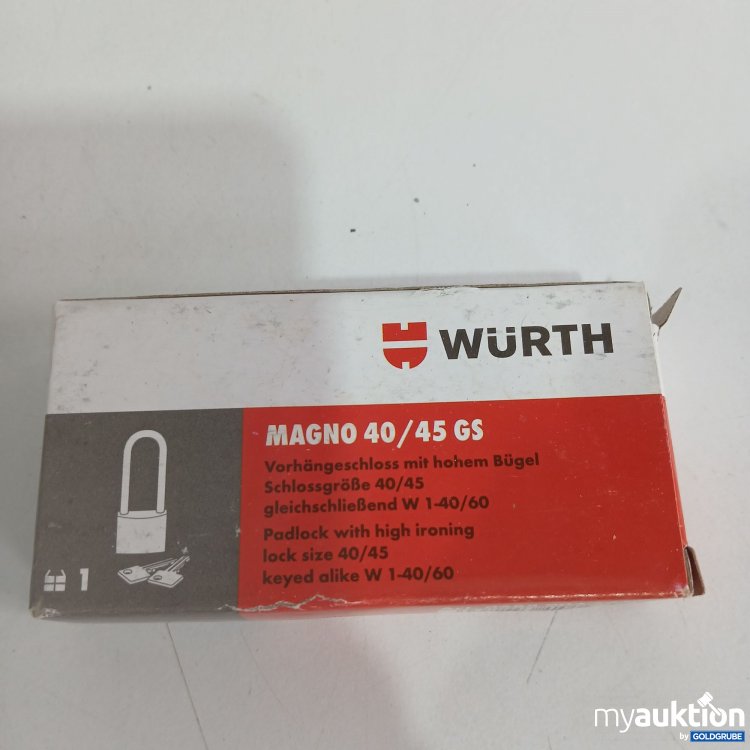 WÜRTH
MAGNO 40/45 GS
Vorhängeschloss mit hohem Bügel
Schlossgröße 40/45
gleichschließend W 1-40/60
Padlock with high ironing
lock size 40/45
keyed alike W 1-40/60
1
myauktion
by GOLDGRUBE